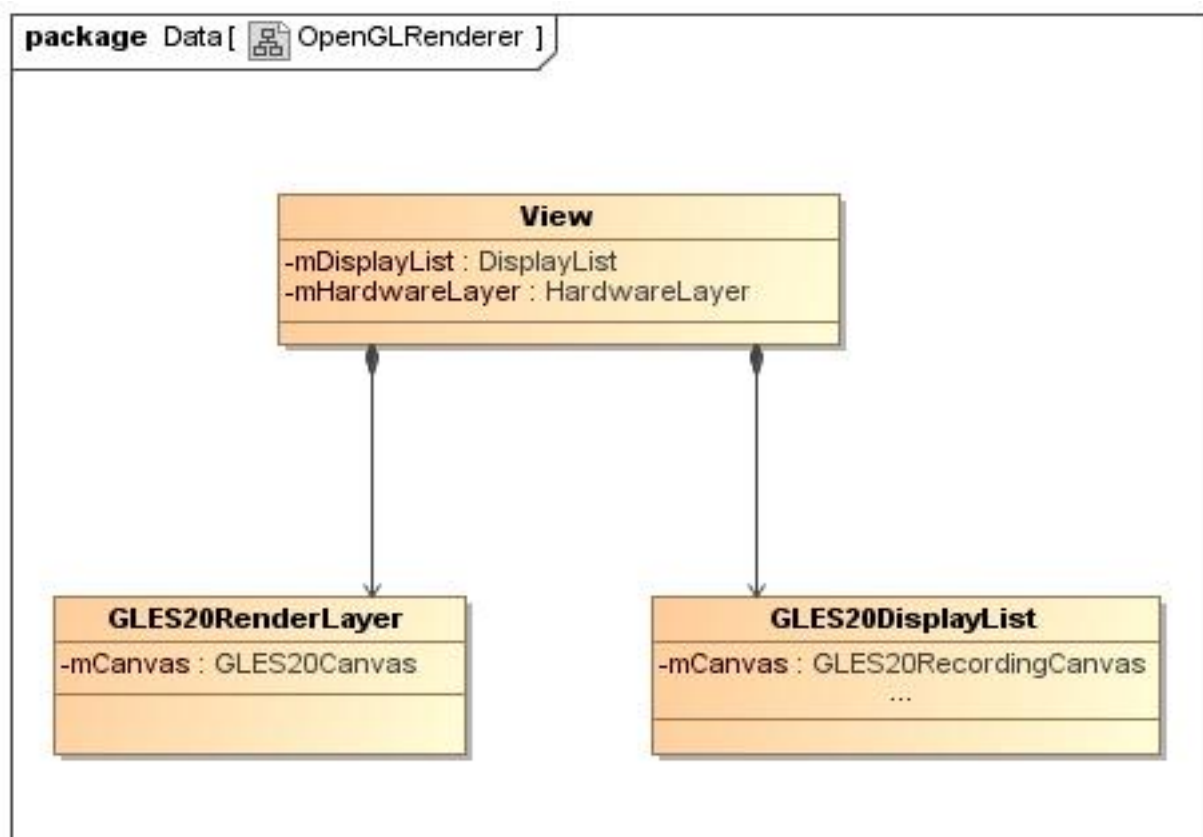 package Data[ OpenGLRenderer ]
View
-mDisplayList : DisplayList
-mHardwareLayer : HardwareLayer
GLES20RenderLayer
-mCanvas : GLES20Canvas
GLES20DisplayList
-mCanvas : GLES20RecordingCanvas
...